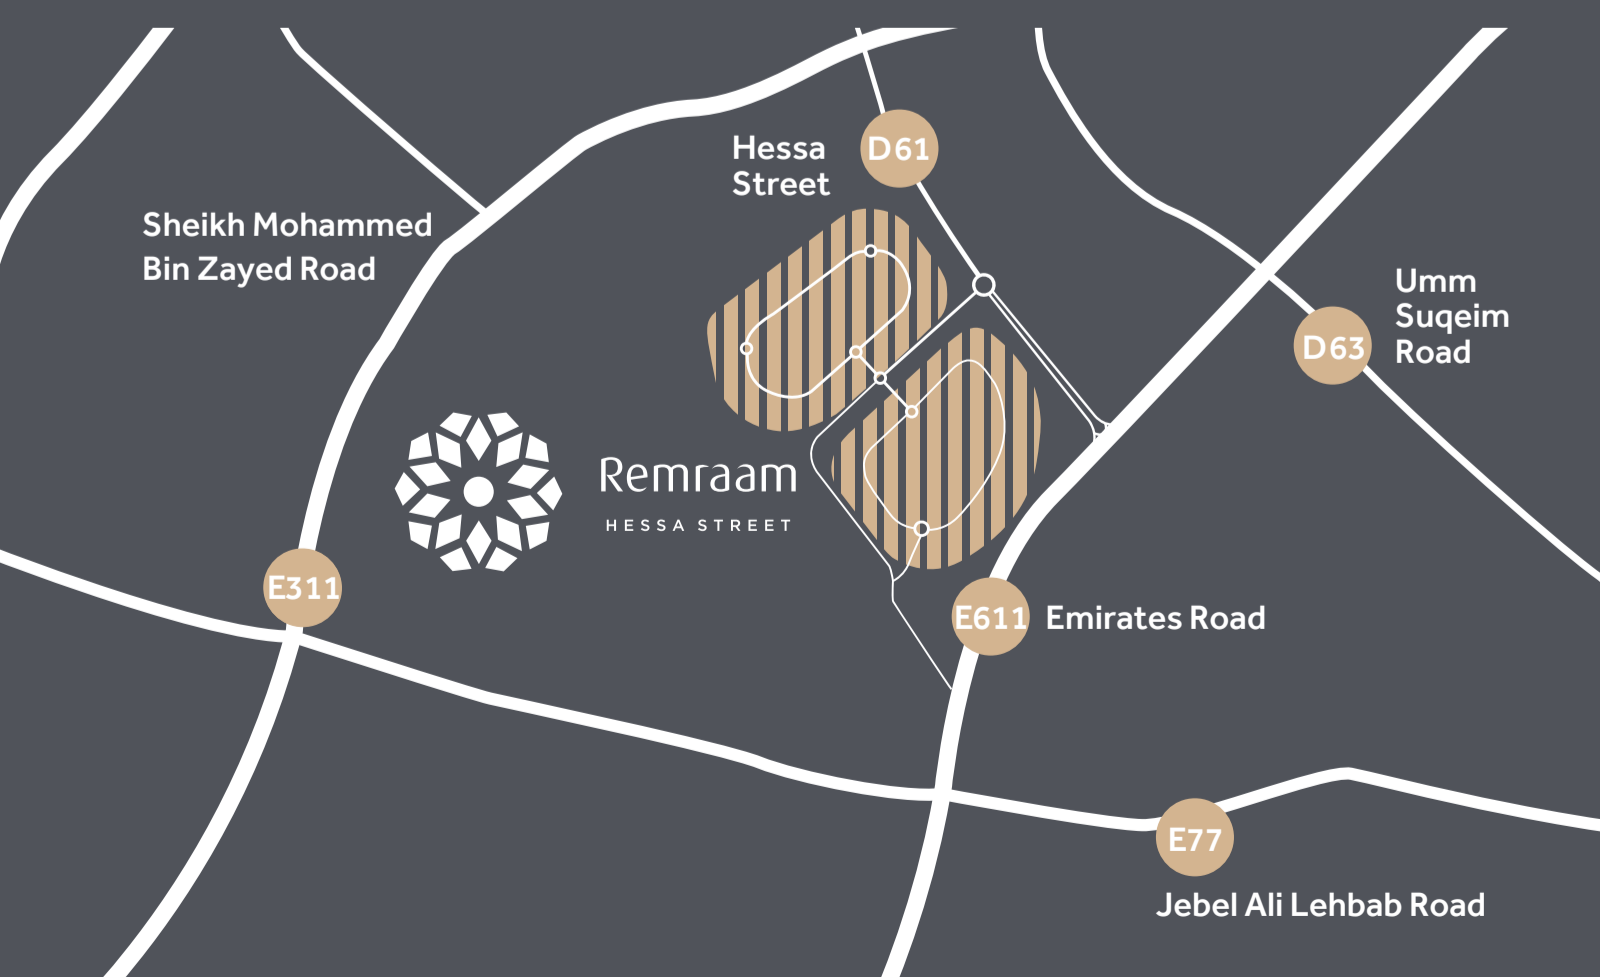 Hessa
Street
D61
Sheikh Mohammed
Bin Zayed Road
Umm
Suqeim
Road
D63
Remraam
HESSA STREET
E311
E611
Emirates Road
E77
Jebel Ali Lehbab Road